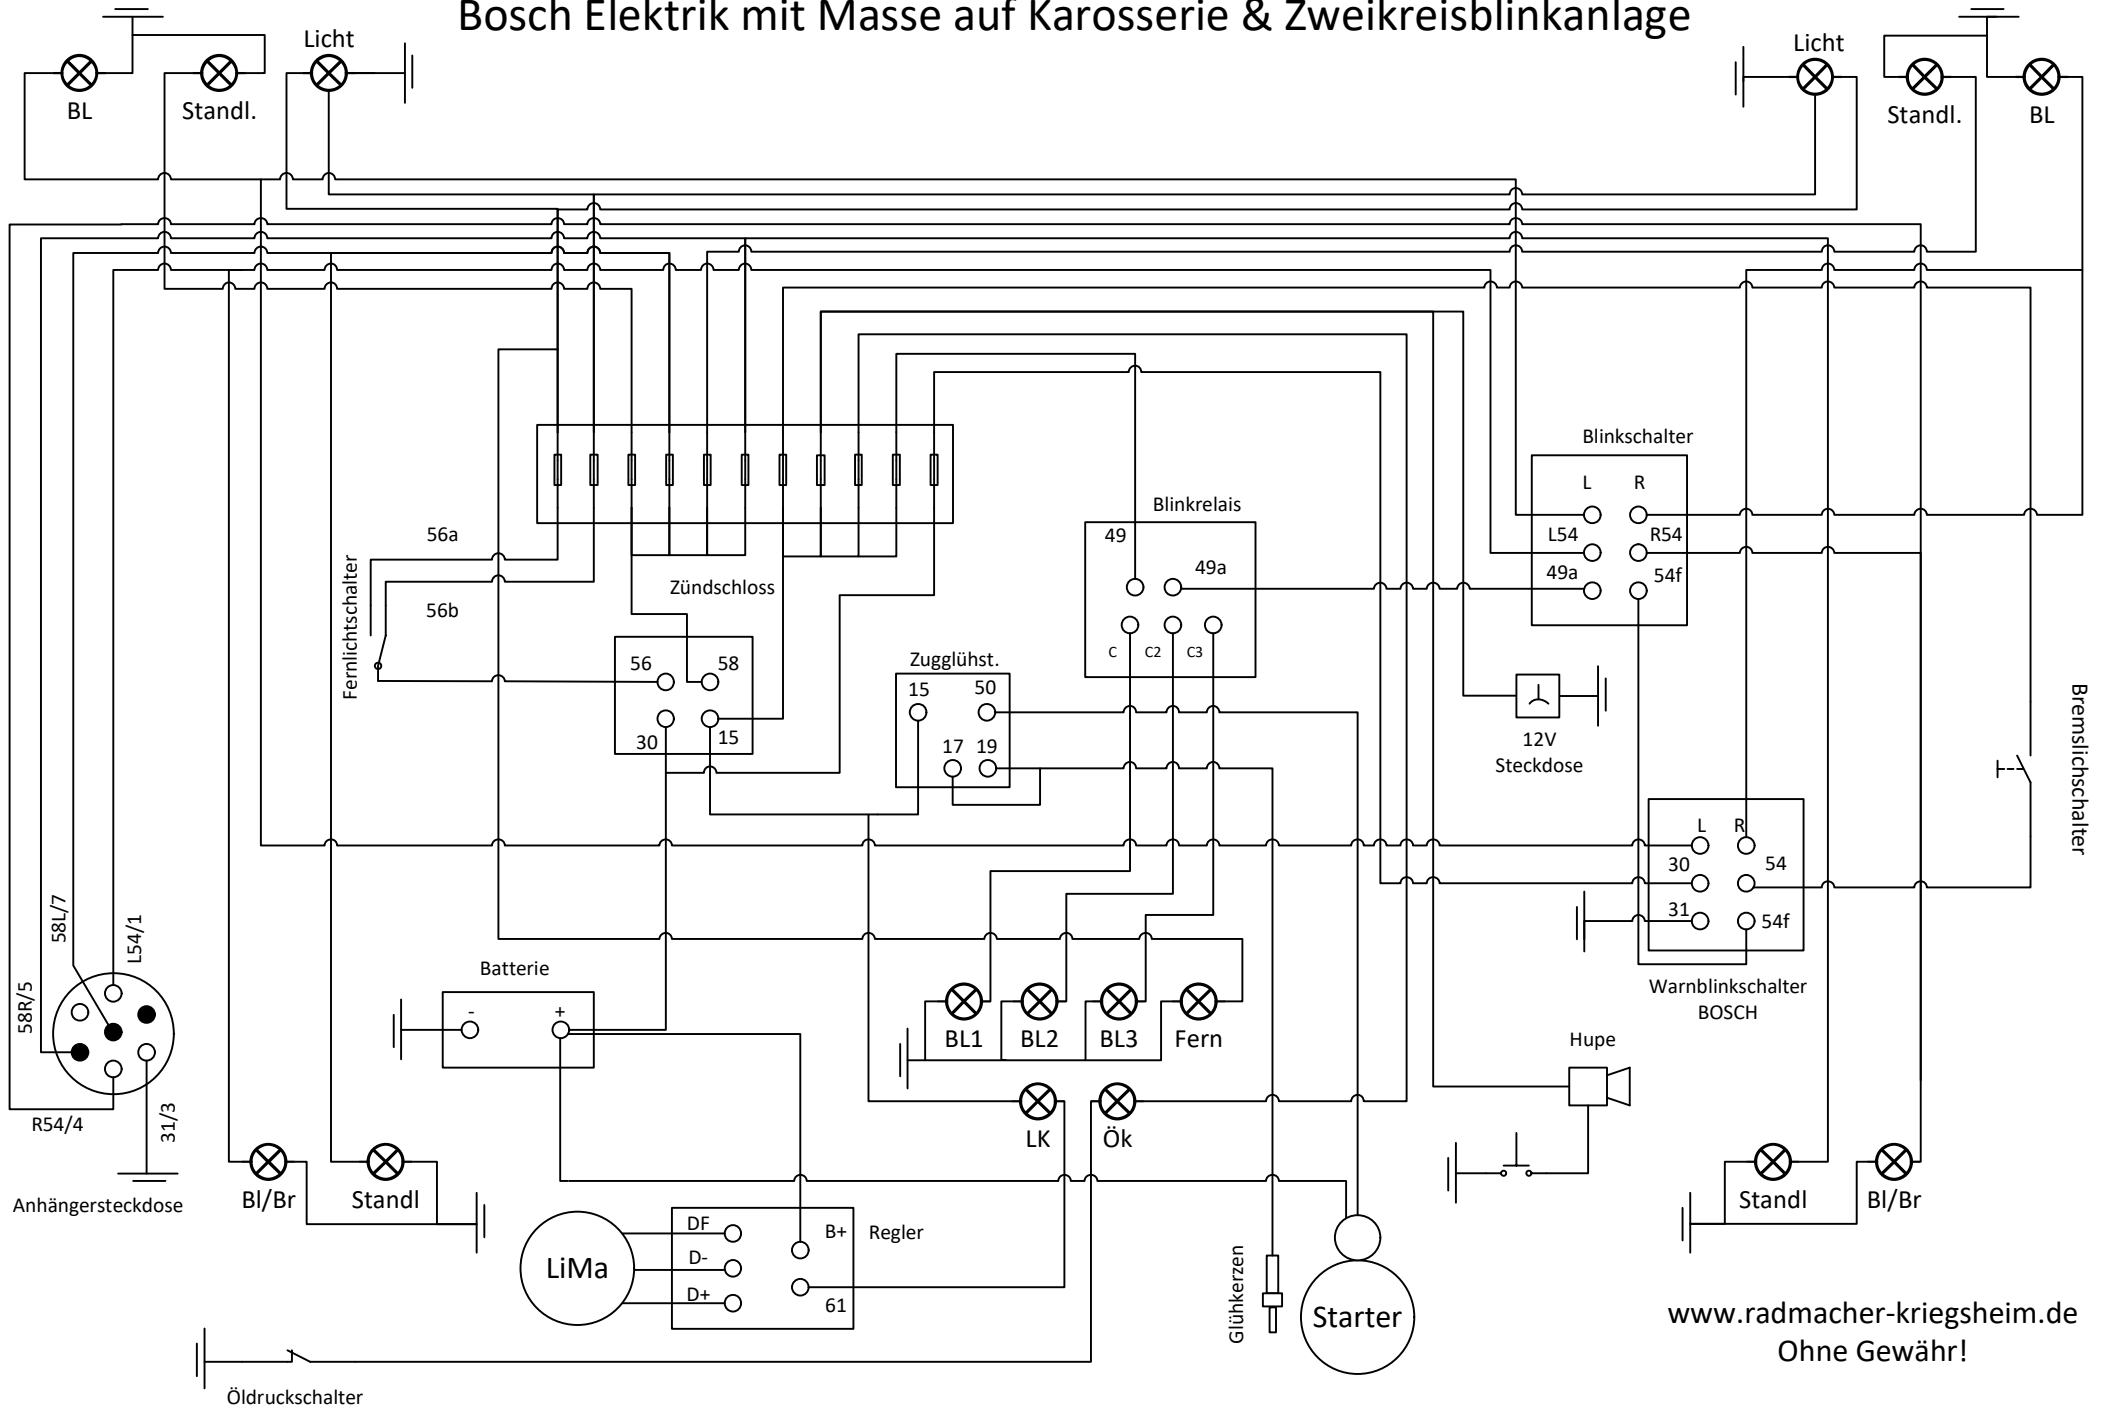 Bosch Elektrik mit Masse auf Karosserie & Zweikreisblinkanlage
Licht
Licht
BL
Standl.
Standl.
BL
Blinkschalter
L
R
L54
R54
49a
54f
Blinkrelais
49
49a
C
C2
C3
56a
56b
Fernlichtschalter
Zündschloss
56
58
30
15
Zugglühst.
15
50
17
19
12V
Steckdose
Bremslichschalter
L
R
30
54
31
54f
Warnblinkschalter
BOSCH
58L/7
L54/1
58R/5
R54/4
31/3
Anhängersteckdose
Batterie
-
+
BL1
BL2
BL3
Fern
LK
Ök
Hupe
Bl/Br
Standl
Standl
Bl/Br
LiMa
DF
D-
D+
B+
61
Regler
Glühkerzen
Starter
Öldruckschalter
www.radmacher-kriegsheim.de
Ohne Gewähr!